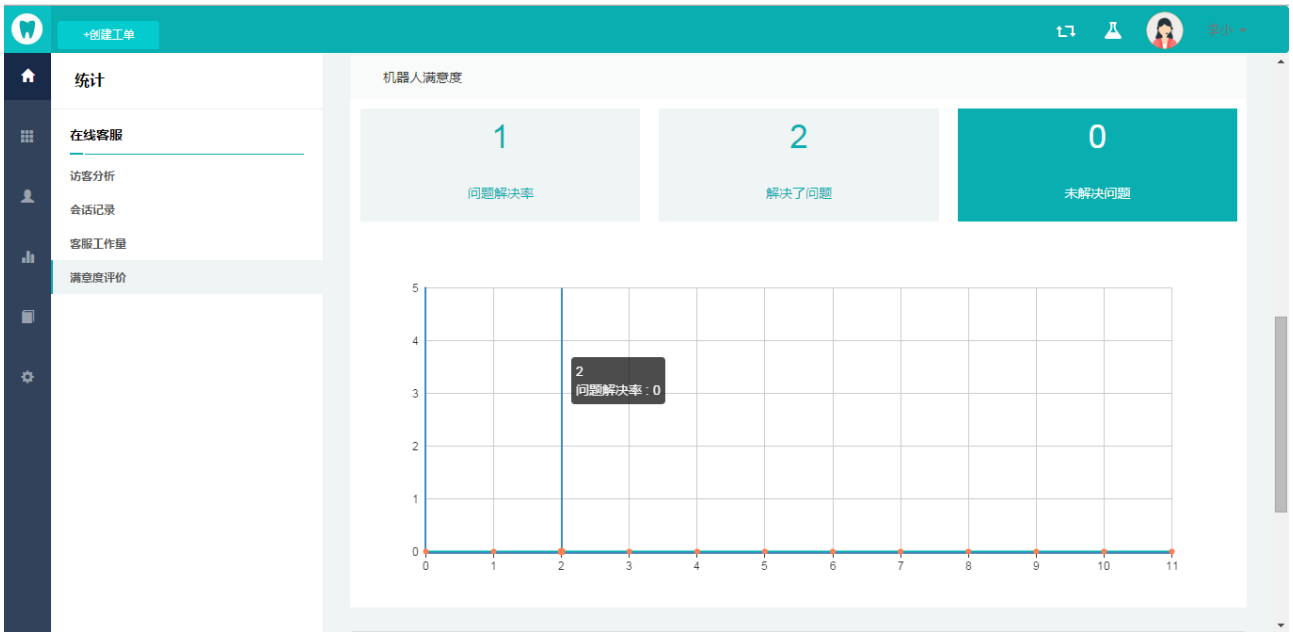 +创建工单
李小
统计
在线客服
访客分析
会话记录
客服工作量
满意度评价
机器人满意度
1
问题解决率
2
解决了问题
0
未解决问题
5
4
3
2
1
0
2
问题解决率 : 0
0 1 2 3 4 5 6 7 8 9 10 11